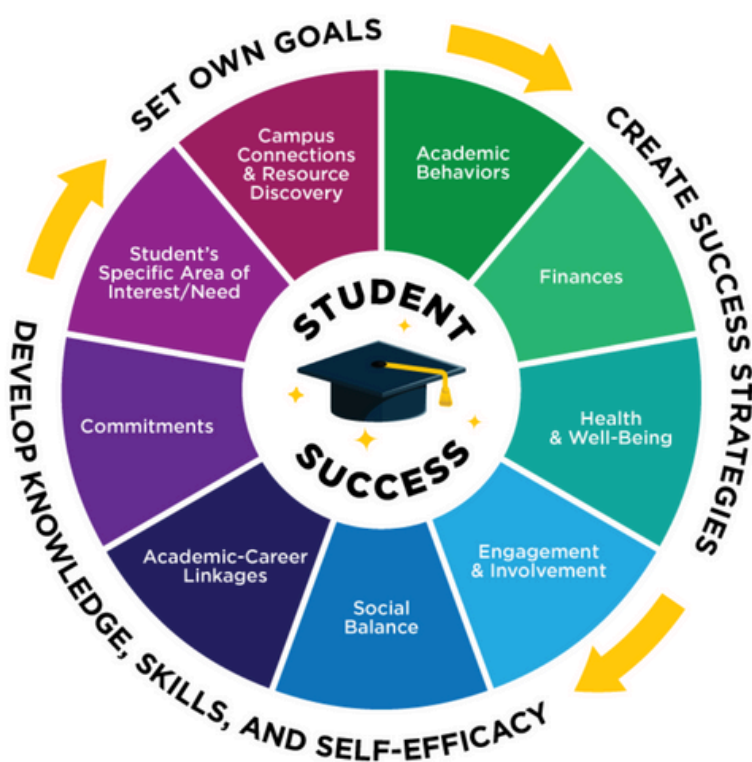 SET OWN GOALS
CREATE SUCCESS STRATEGIES
DEVELOP KNOWLEDGE, SKILLS, AND SELF-EFFICACY
Campus
Connections
& Resource
Discovery
Academic
Behaviors
Finances
Health
& Well-Being
Engagement
& Involvement
Social
Balance
Academic-Career
Linkages
Commitments
Student's
Specific Area of
Interest/Need
STUDENT
SUCCESS